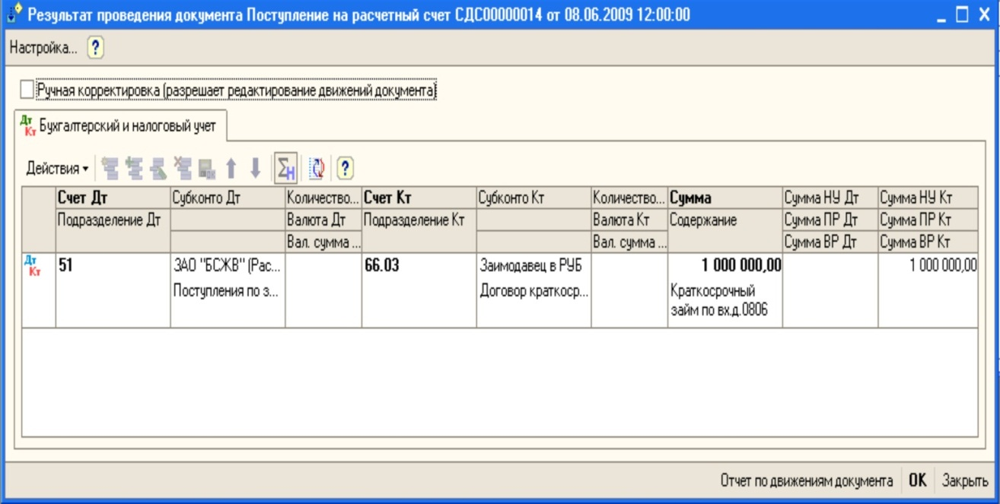 Результат проведения документа Поступление на расчетный счет СДС00000014 от 08.06.2009 12:00:00
Настройка... ?
Ручная корректировка (разрешает редактирование движений документа)
Дт Кт Бухгалтерский и налоговый учет
Действия ?
Счет Дт Субконто Дт Количество... Счет Кт Субконто Кт Количество... Сумма Сумма НУ Дт Сумма НУ Кт
Подразделение Дт Валюта Дт Подразделение Кт Валюта Кт Содержание Сумма ПР Дт Сумма ПР Кт
Вал. сумма ... Вал. сумма ... Сумма ВР Дт Сумма ВР Кт
Дт Кт 51 ЗАО "БСЖВ" (Рас... 66.03 Заимодавец в РУБ 1 000 000,00 1 000 000,00
Поступления по з... Договор краткоср... Краткосрочный
займ по вх.д.0806
Отчет по движениям документа OK Закрыть